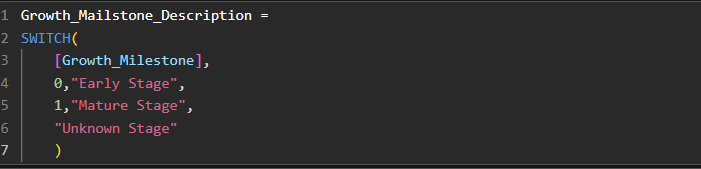 1 Growth_Mailstone_Description =
2 SWITCH(
3 [Growth_Milestone],
4 0,"Early Stage",
5 1,"Mature Stage",
6 "Unknown Stage"
7 )